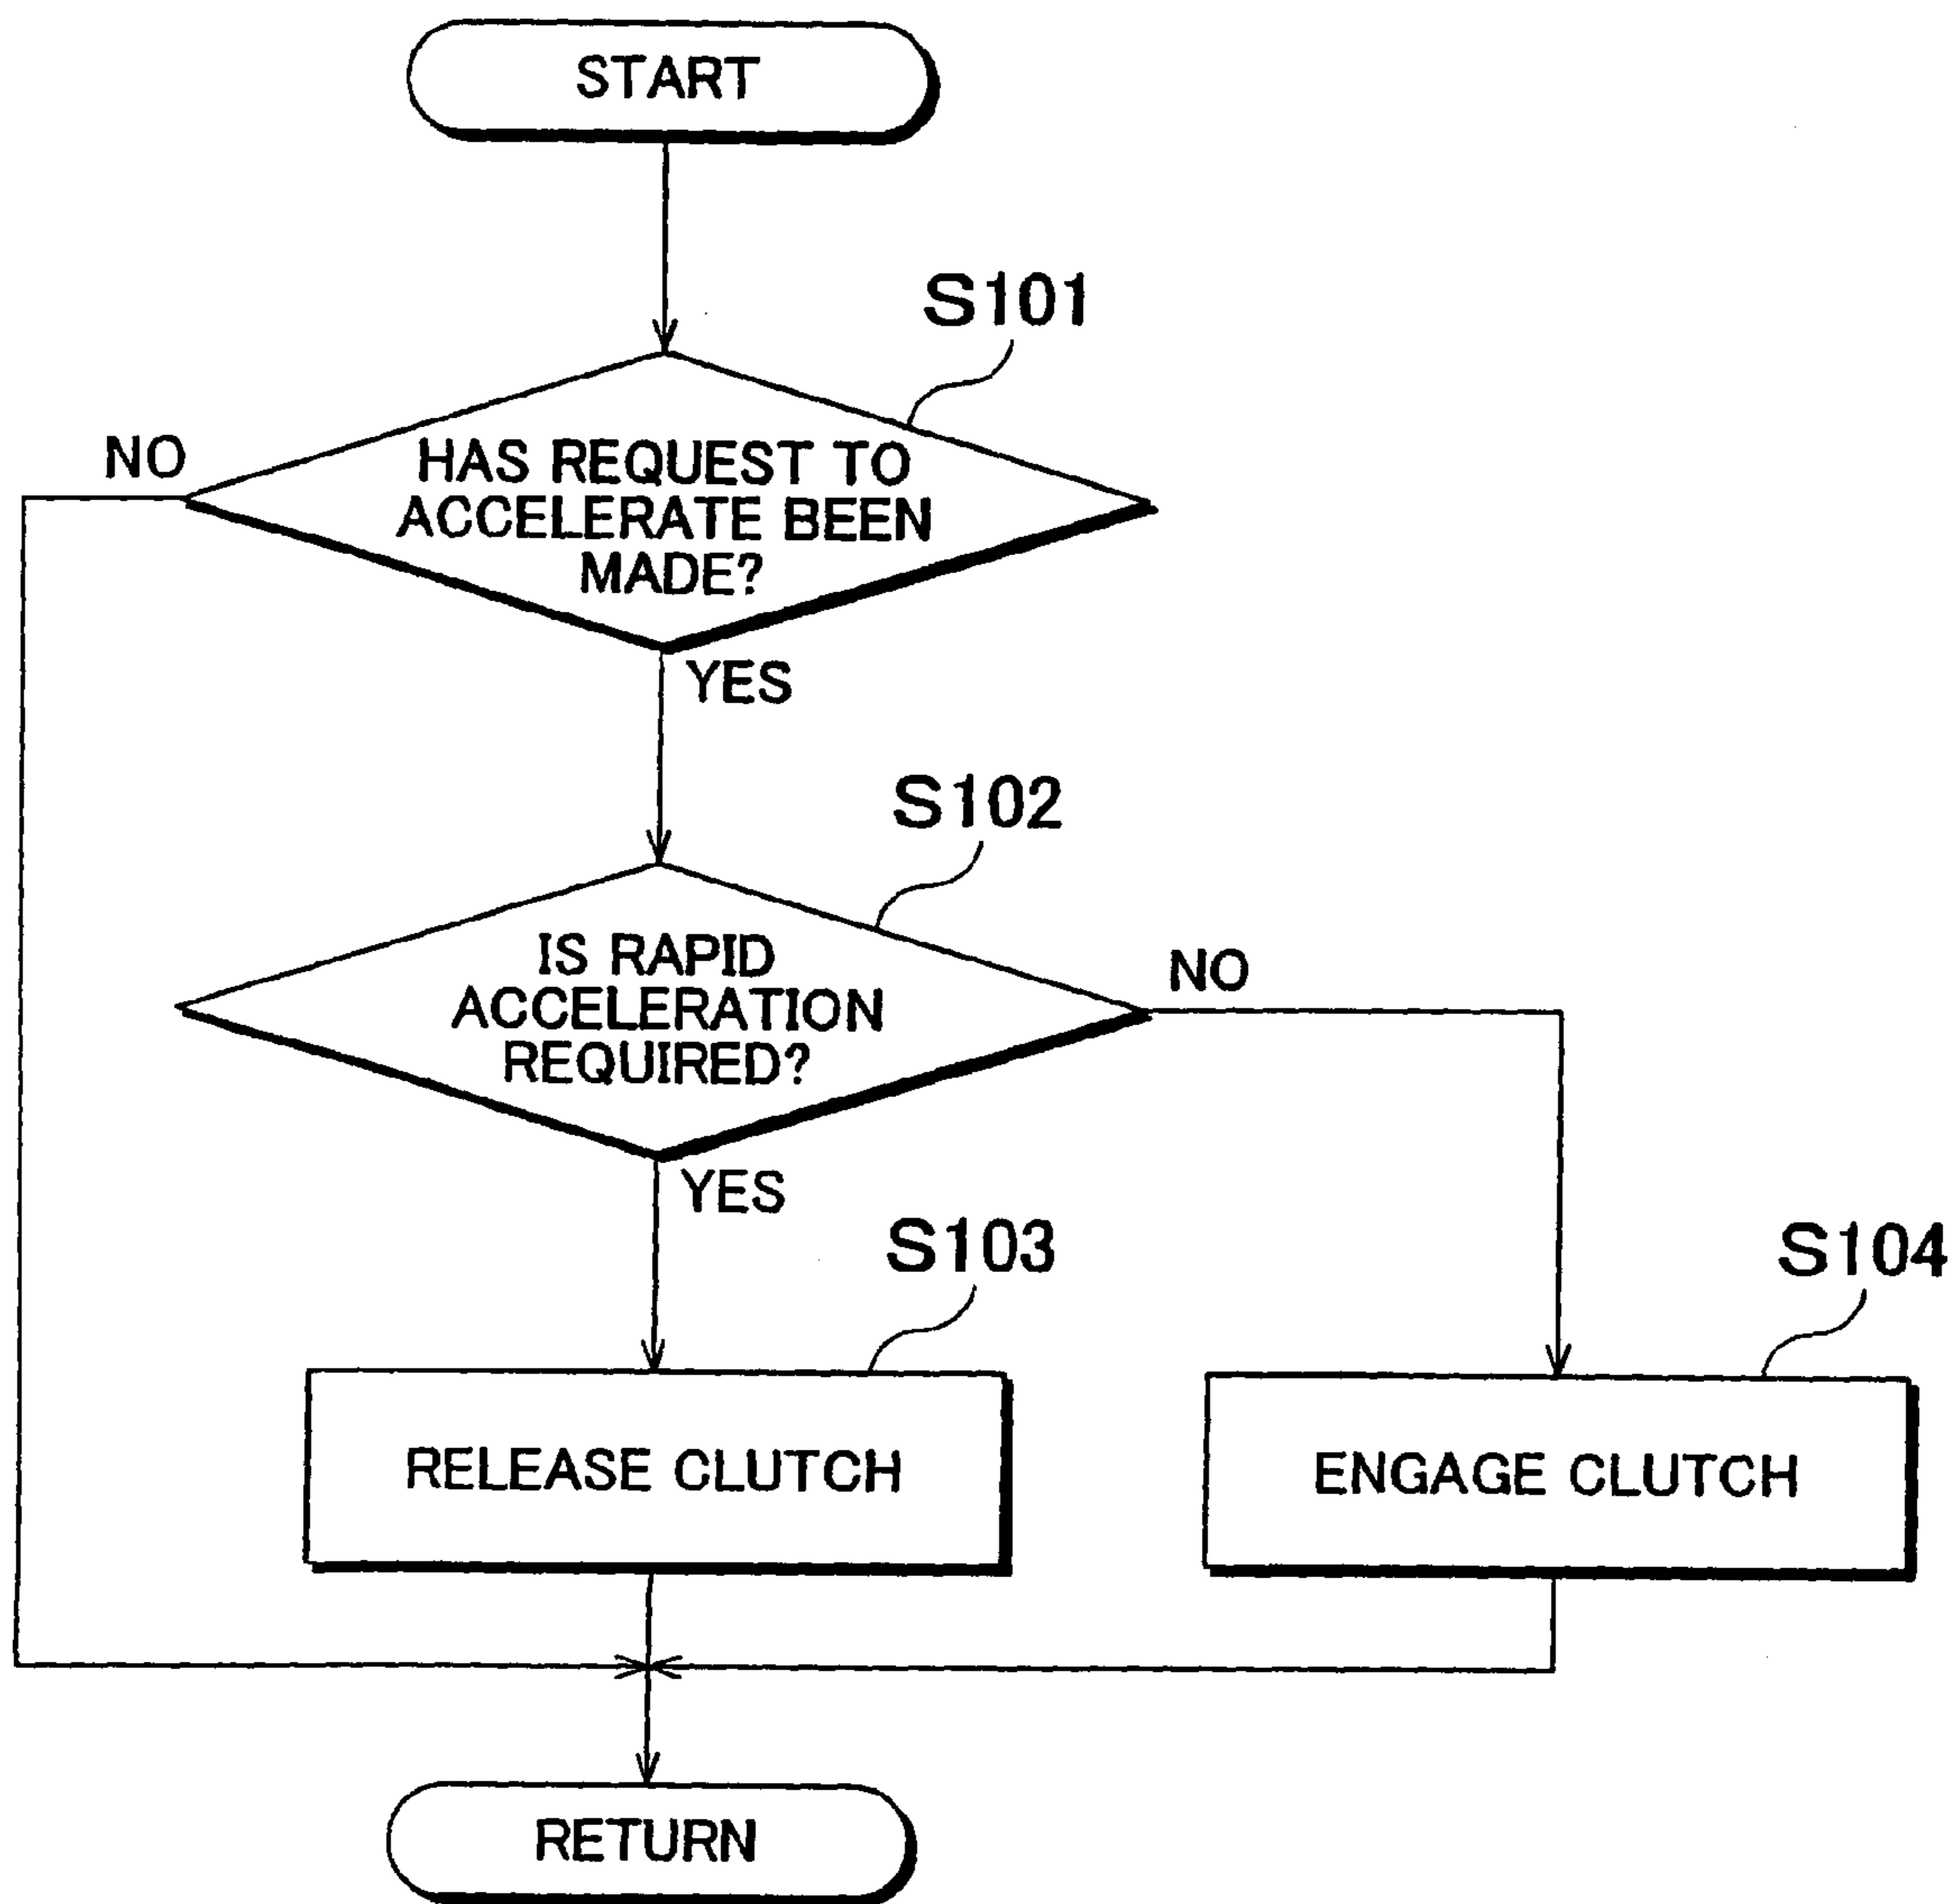 START
S101
NO
HAS REQUEST TO
ACCELERATE BEEN
MADE?
YES
S102
IS RAPID
ACCELERATION
REQUIRED?
NO
YES
S103
S104
RELEASE CLUTCH
ENGAGE CLUTCH
RETURN